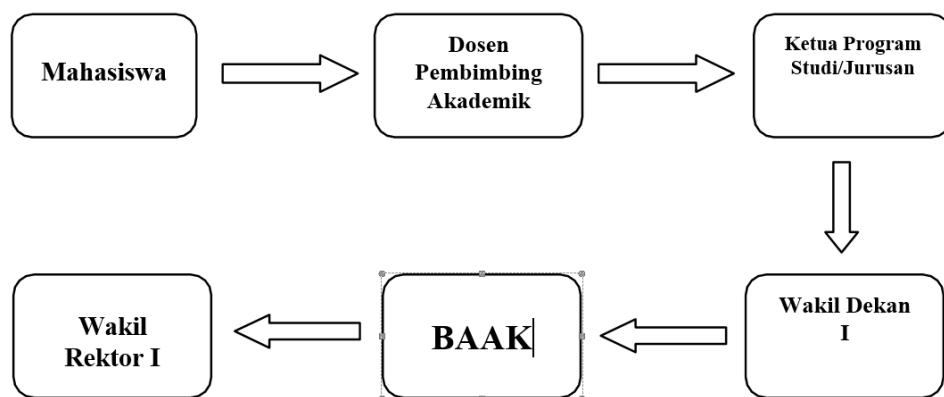 Mahasiswa
Dosen
Pembimbing
Akademik
Ketua Program
Studi/Jurusan
Wakil Dekan
I
BAAK
Wakil
Rektor I